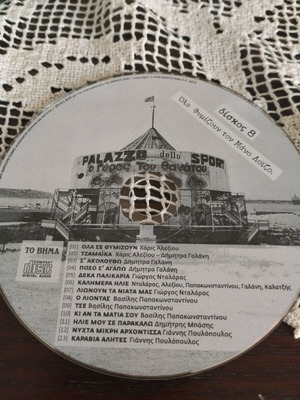 δίσκος Β
Όλα θυμίζουν τον Μάνο Λοΐζο.
PALAZZO dello SPORT
Ο Γύρος Του Θανάτου
ΤΟ ΒΗΜΑ
COMPACT
disc
[01] ΟΛΑ ΣΕ ΘΥΜΙΖΟΥΝ Χάρις Αλεξίου
[02] ΤΖΑΜΑΪΚΑ Χάρις Αλεξίου - Δήμητρα Γαλάνη
[03] Σ' ΑΚΟΛΟΥΘΩ Δήμητρα Γαλάνη
[04] ΠΟΣΟ Σ' ΑΓΑΠΩ Δήμητρα Γαλάνη
[05] ΔΕΚΑ ΠΑΛΙΚΑΡΙΑ Γιώργος Νταλάρας
[06] ΚΑΛΗΜΕΡΑ ΗΛΙΕ Νταλάρας, Αλεξίου, Παπακωνσταντίνου, Γαλάνη, Καλατζής
[07] ΛΙΩΝΟΥΝ ΤΑ ΝΙΑΤΑ ΜΑΣ Γιώργος Νταλάρας
[08] Ο ΛΙΟΝΤΑΣ Βασίλης Παπακωνσταντίνου
[09] ΤΣΕ Βασίλης Παπακωνσταντίνου
[10] ΚΙ ΑΝ ΤΑ ΜΑΤΙΑ ΣΟΥ Βασίλης Παπακωνσταντίνου
[11] ΗΛΙΕ ΜΟΥ ΣΕ ΠΑΡΑΚΑΛΩ Δημήτρης Μπάσης
[12] ΝΥΧΤΑ ΜΙΚΡΗ ΑΡΧΟΝΤΙΣΣΑ Γιάννης Πουλόπουλος
[13] ΚΑΡΑΒΙΑ ΑΛΗΤΕΣ Γιάννης Πουλόπουλος